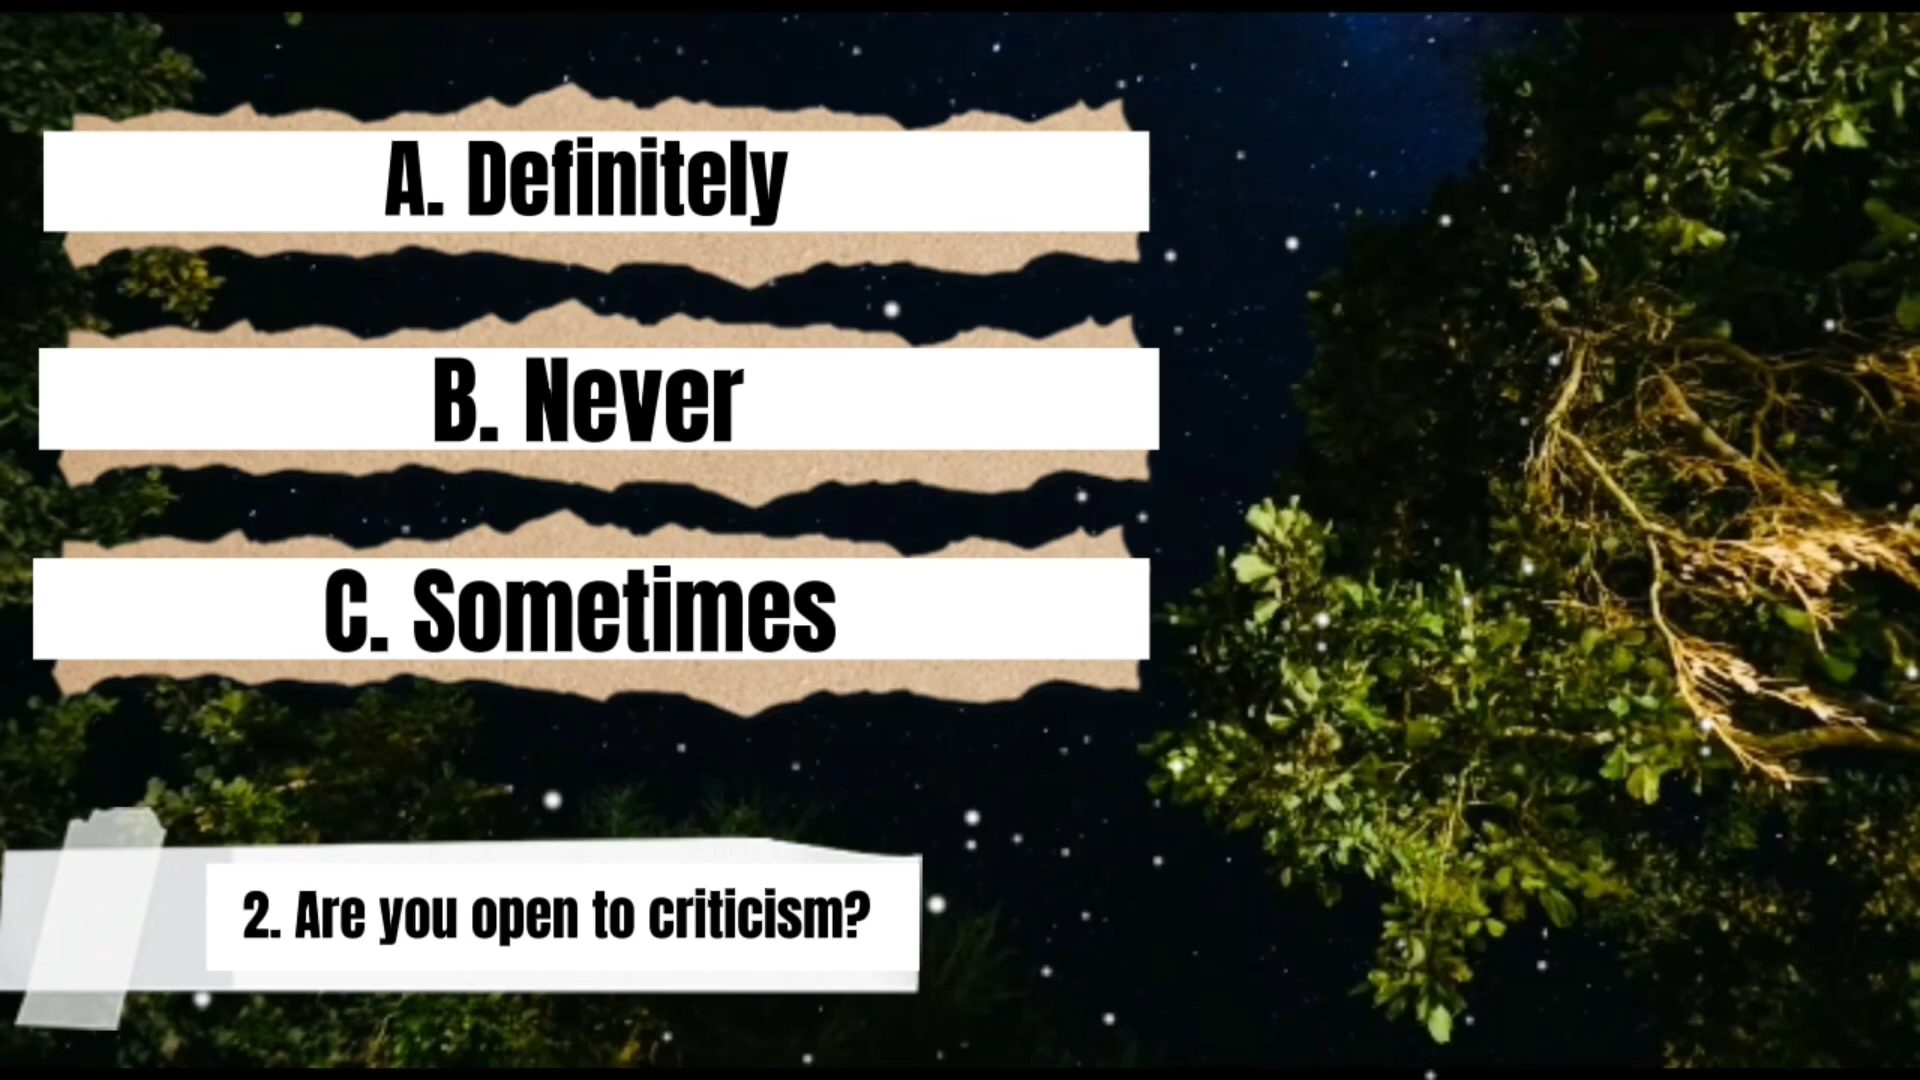 A. Definitely
B. Never
C. Sometimes
2. Are you open to criticism?